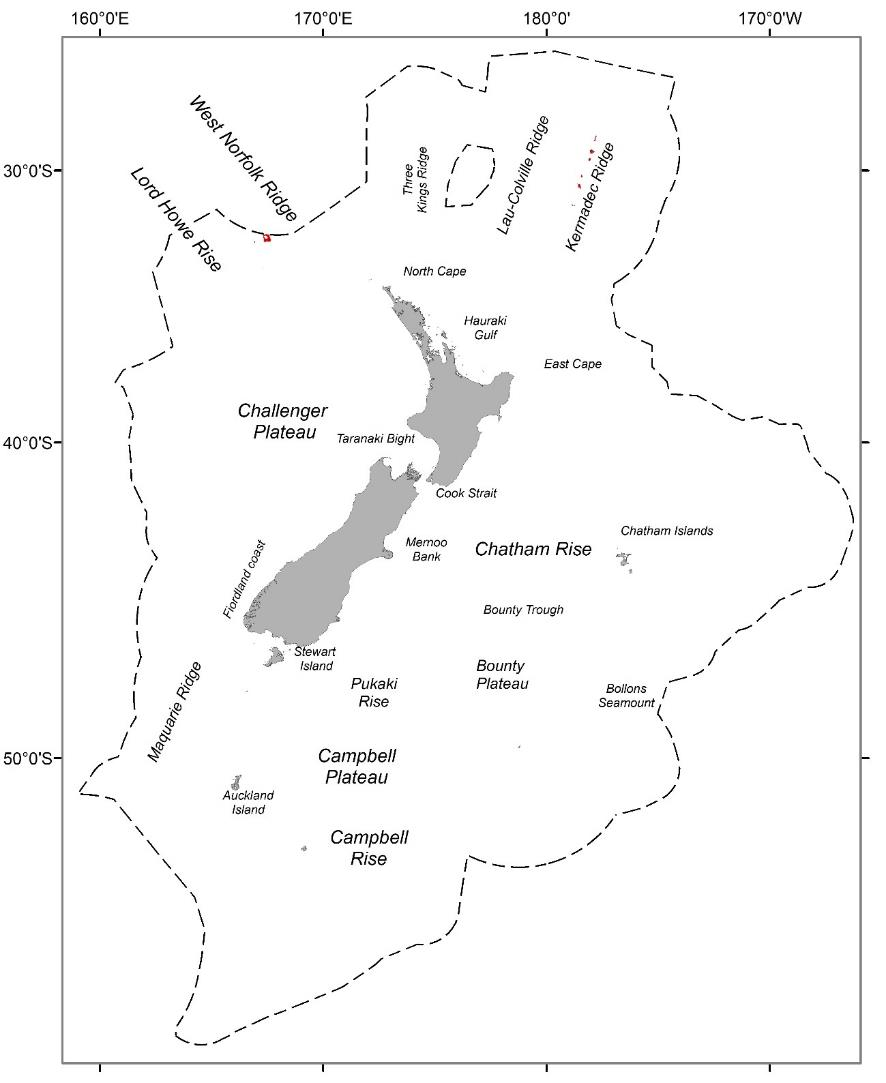 160°0'E
170°0'E
180°0'
170°0'W
West Norfolk Ridge
Lord Howe Rise
Three
Kings Ridge
Lau-Colville Ridge
Kermadec Ridge
30°0'S
North Cape
Hauraki
Gulf
East Cape
Challenger
Plateau
Taranaki Bight
40°0'S
Cook Strait
Mernoo
Bank
Chatham Rise
Chatham Islands
Fiordland coast
Bounty Trough
Stewart
Island
Pukaki
Rise
Bounty
Plateau
Bollons
Seamount
Maquarie Ridge
50°0'S
Campbell
Plateau
Auckland
Island
Campbell
Rise